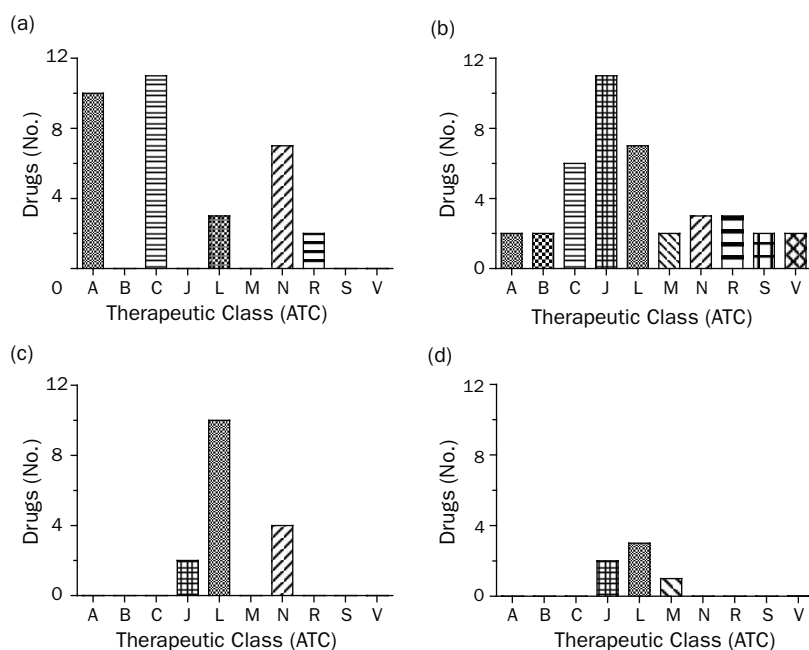 (a)
12
8
4
0
Drugs (No.)
A B C J L M N R S V
Therapeutic Class (ATC)
(b)
12
8
4
0
Drugs (No.)
A B C J L M N R S V
Therapeutic Class (ATC)
(c)
12
8
4
0
Drugs (No.)
A B C J L M N R S V
Therapeutic Class (ATC)
(d)
12
8
4
0
Drugs (No.)
A B C J L M N R S V
Therapeutic Class (ATC)